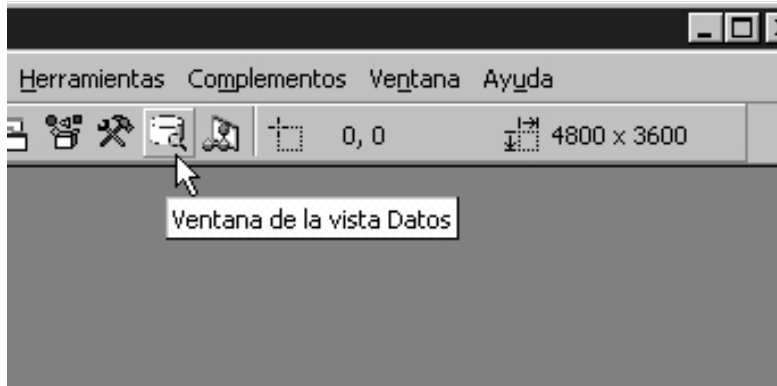 Herramientas Complementos Ventana Ayuda
0, 0 4800 x 3600
Ventana de la vista Datos